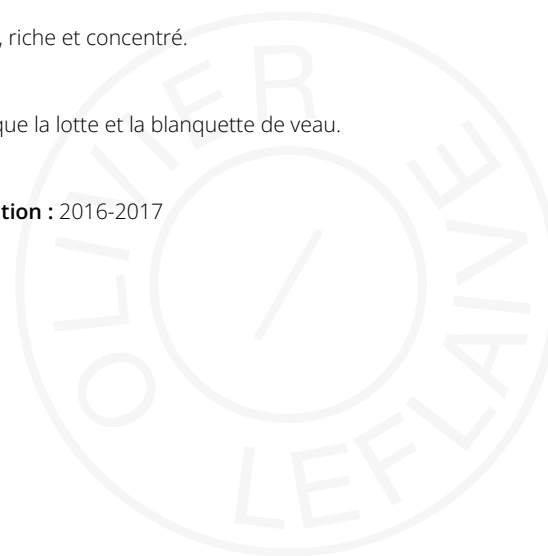 , riche et concentré.
que la lotte et la blanquette de veau.
tion : 2016-2017
OLIVIER LEFLAIVE